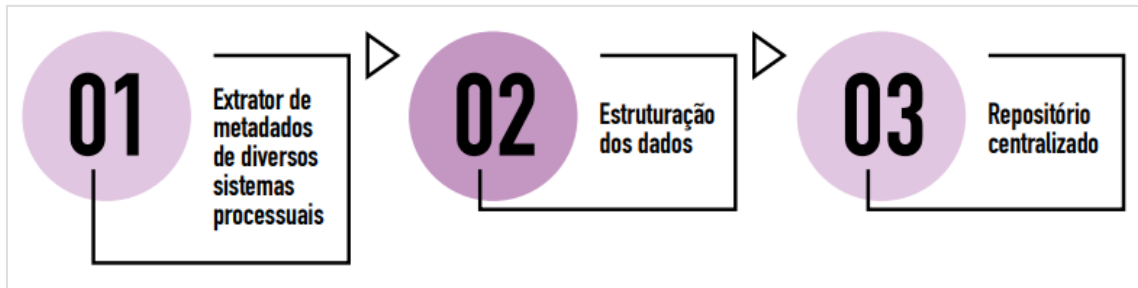 01
Extrator de
metadados
de diversos
sistemas
processuais
02
Estruturação
dos dados
03
Repositório
centralizado